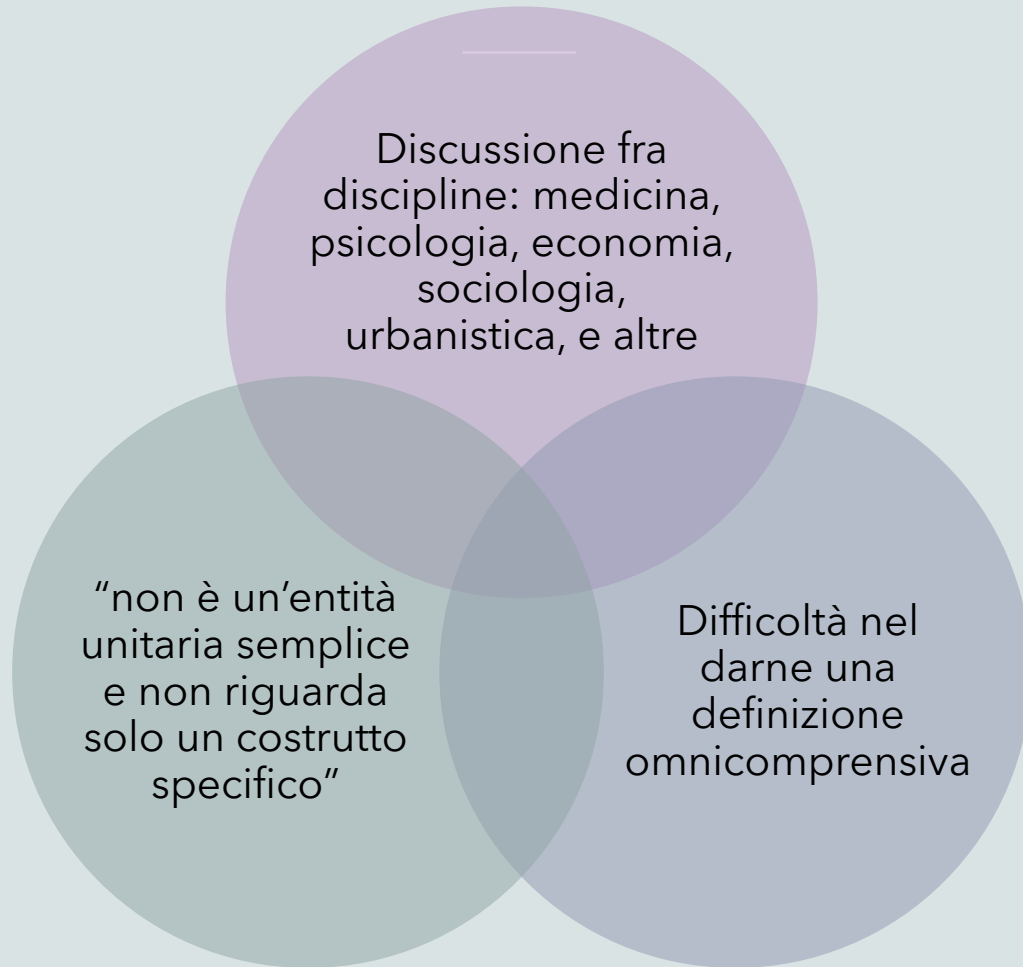 Discussione fra
discipline: medicina,
psicologia, economia,
sociologia,
urbanistica, e altre
“non è un’entità
unitaria semplice
e non riguarda
solo un costrutto
specifico”
Difficoltà nel
darne una
definizione
omnicomprensiva